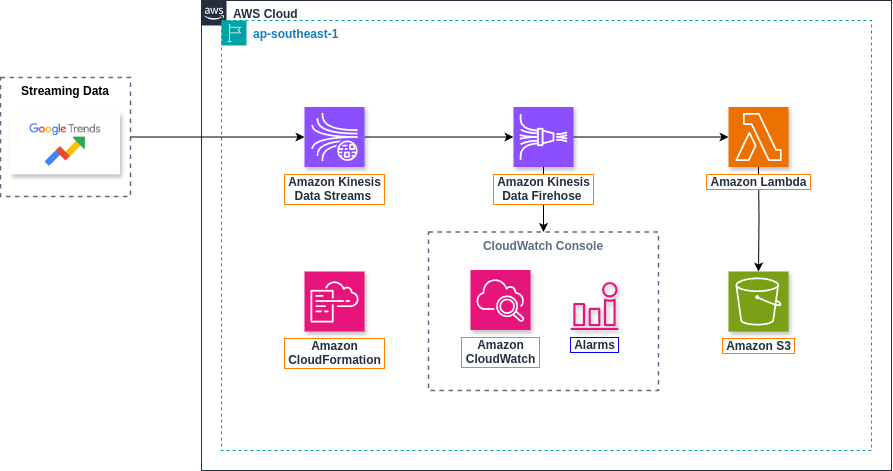 aws
AWS Cloud
ap-southeast-1
Streaming Data
Google Trends
Amazon Kinesis
Data Streams
Amazon Kinesis
Data Firehose
Amazon Lambda
CloudWatch Console
Amazon
CloudFormation
Amazon
CloudWatch
Alarms
Amazon S3